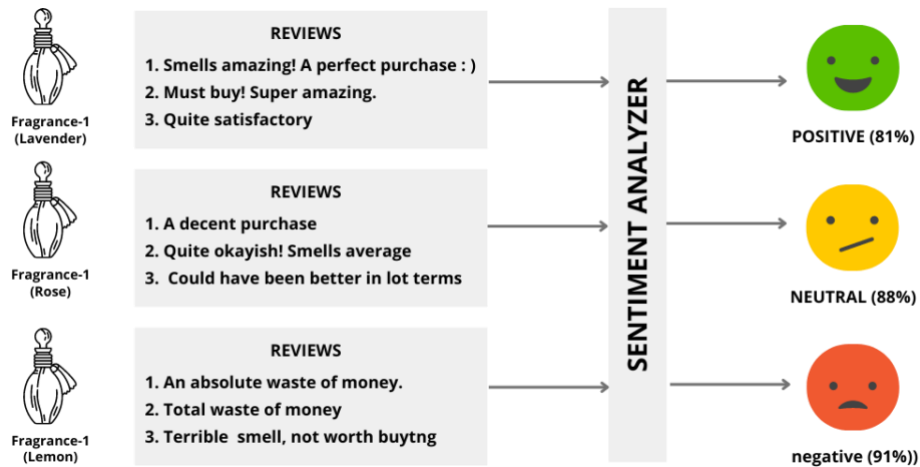 REVIEWS
1. Smells amazing! A perfect purchase : )
2. Must buy! Super amazing.
3. Quite satisfactory
Fragrance-1
(Lavender)
POSITIVE (81%)
REVIEWS
1. A decent purchase
2. Quite okayish! Smells average
3. Could have been better in lot terms
Fragrance-1
(Rose)
NEUTRAL (88%)
REVIEWS
1. An absolute waste of money.
2. Total waste of money
3. Terrible smell, not worth buytng
Fragrance-1
(Lemon)
negative (91%))
SENTIMENT ANALYZER